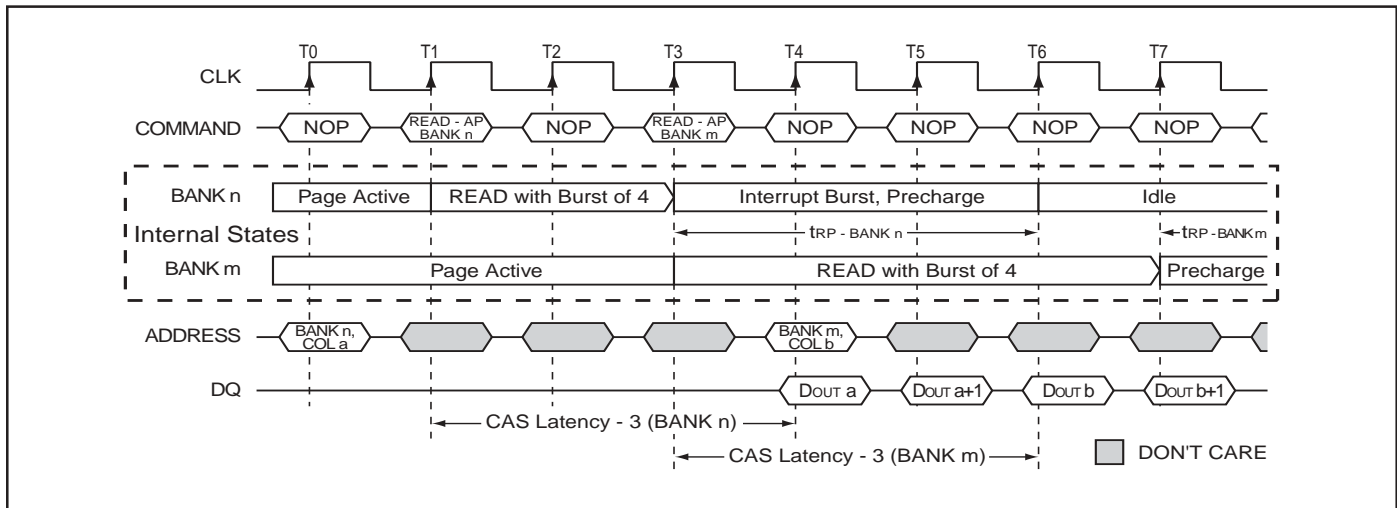 T0 T1 T2 T3 T4 T5 T6 T7
CLK
COMMAND NOP READ - AP BANK n NOP READ - AP BANK m NOP NOP NOP NOP
BANK n Page Active READ with Burst of 4 Interrupt Burst, Precharge Idle
Internal States tRP - BANK n tRP - BANK m
BANK m Page Active READ with Burst of 4 Precharge
ADDRESS BANK n, COL a BANK m, COL b
DQ DOUT a DOUT a+1 DOUT b DOUT b+1
CAS Latency - 3 (BANK n)
CAS Latency - 3 (BANK m) DON'T CARE